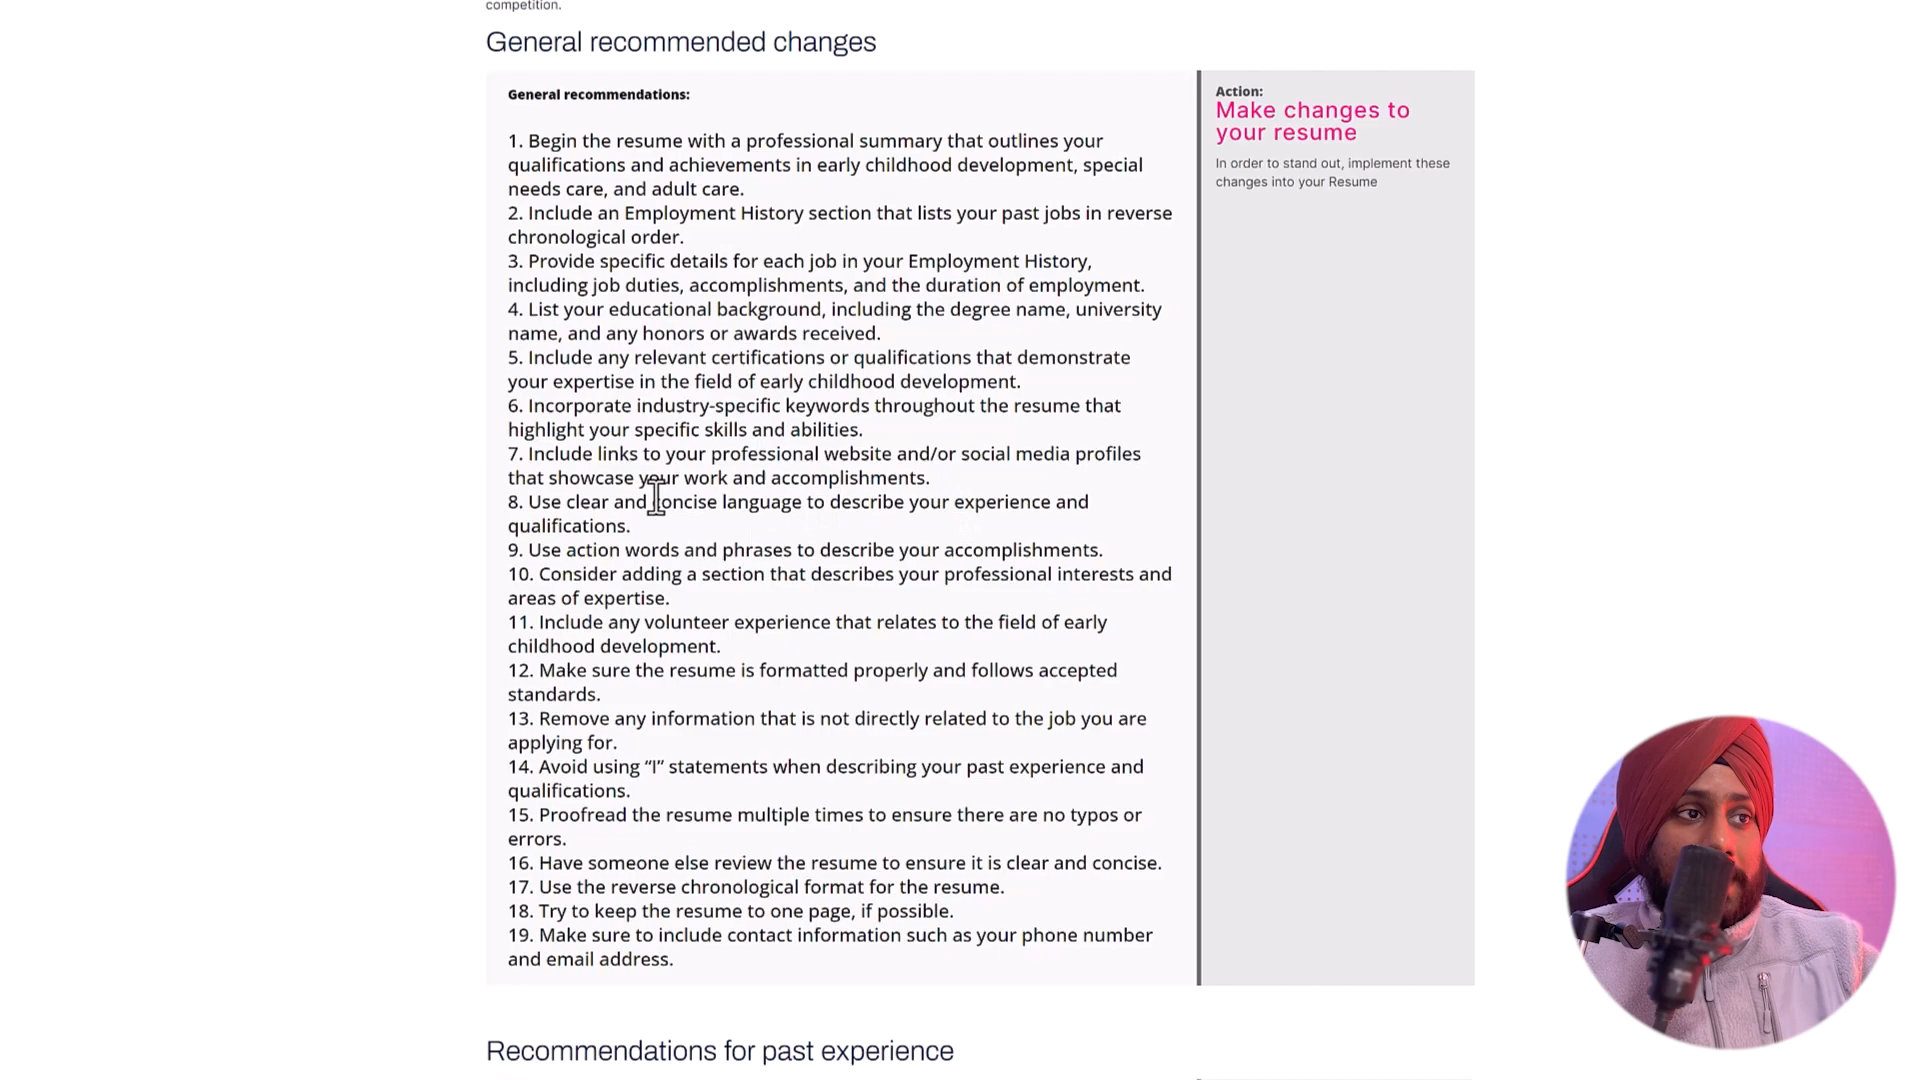 competition.
General recommended changes
General recommendations:
1. Begin the resume with a professional summary that outlines your
qualifications and achievements in early childhood development, special
needs care, and adult care.
2. Include an Employment History section that lists your past jobs in reverse
chronological order.
3. Provide specific details for each job in your Employment History,
including job duties, accomplishments, and the duration of employment.
4. List your educational background, including the degree name, university
name, and any honors or awards received.
5. Include any relevant certifications or qualifications that demonstrate
your expertise in the field of early childhood development.
6. Incorporate industry-specific keywords throughout the resume that
highlight your specific skills and abilities.
7. Include links to your professional website and/or social media profiles
that showcase your work and accomplishments.
8. Use clear and concise language to describe your experience and
qualifications.
9. Use action words and phrases to describe your accomplishments.
10. Consider adding a section that describes your professional interests and
areas of expertise.
11. Include any volunteer experience that relates to the field of early
childhood development.
12. Make sure the resume is formatted properly and follows accepted
standards.
13. Remove any information that is not directly related to the job you are
applying for.
14. Avoid using “I” statements when describing your past experience and
qualifications.
15. Proofread the resume multiple times to ensure there are no typos or
errors.
16. Have someone else review the resume to ensure it is clear and concise.
17. Use the reverse chronological format for the resume.
18. Try to keep the resume to one page, if possible.
19. Make sure to include contact information such as your phone number
and email address.
Action:
Make changes to
your resume
In order to stand out, implement these
changes into your Resume
Recommendations for past experience